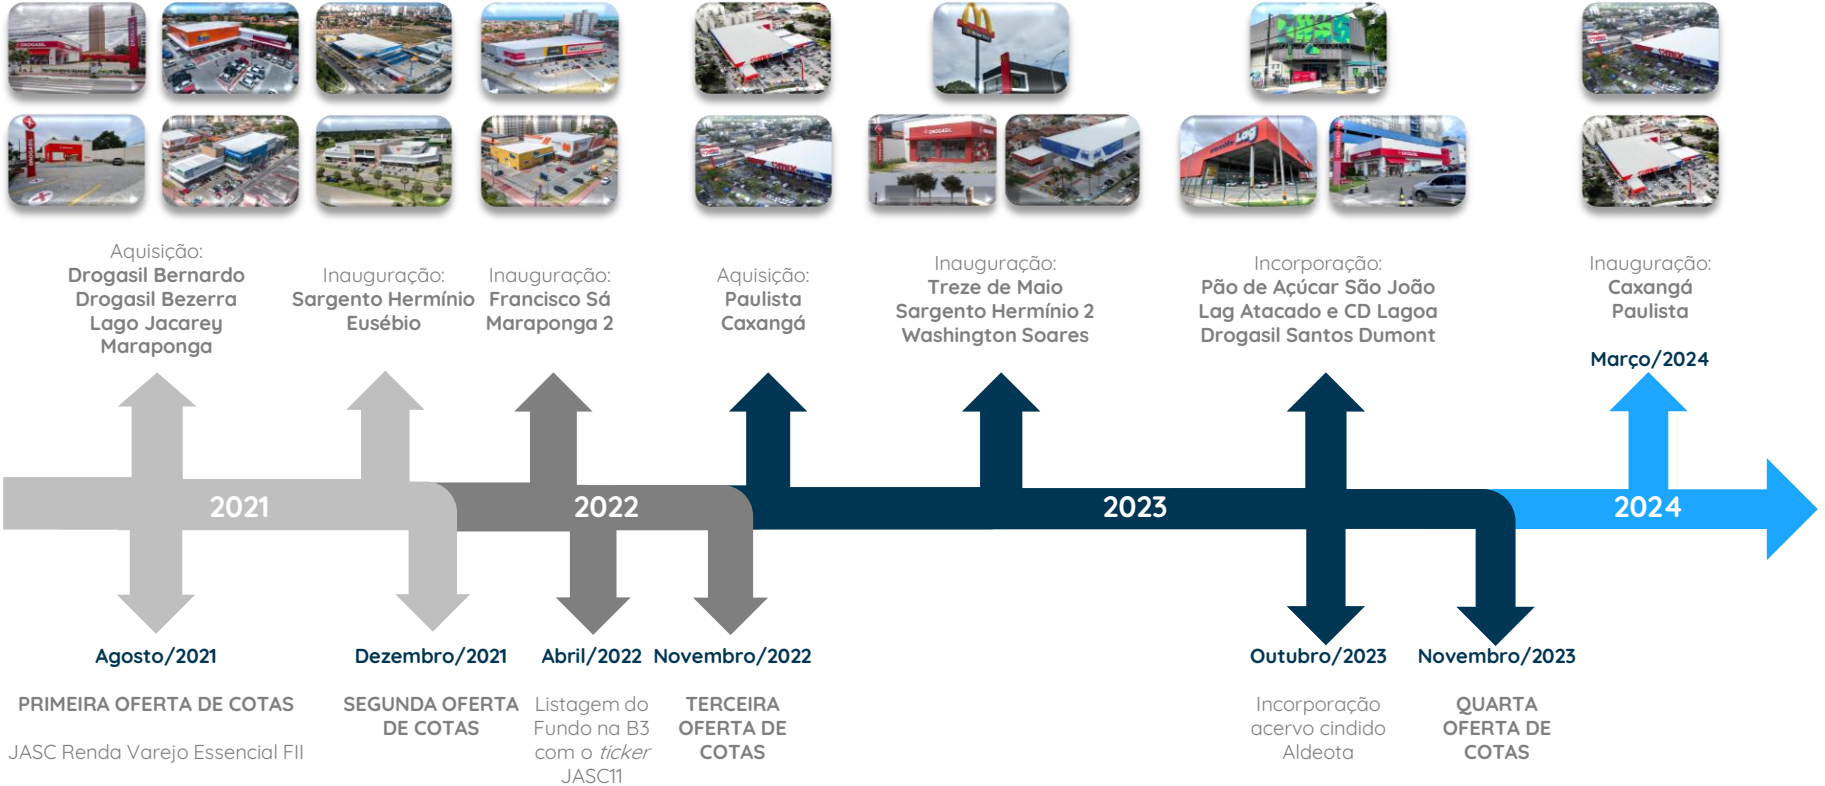 DROGASIL
Lag
DROGASIL
Aquisição:
Drogasil Bernardo
Drogasil Bezerra
Lago Jacarey
Maraponga
Inauguração:
Sargento Hermínio
Eusébio
Inauguração:
Francisco Sá
Maraponga 2
Aquisição:
Paulista
Caxangá
Inauguração:
Treze de Maio
Sargento Hermínio 2
Washington Soares
Incorporação:
Pão de Açúcar São João
Lag Atacado e CD Lagoa
Drogasil Santos Dumont
Inauguração:
Caxangá
Paulista
Março/2024
2021
2022
2023
2024
Agosto/2021
PRIMEIRA OFERTA DE COTAS
JASC Renda Varejo Essencial FII
Dezembro/2021
SEGUNDA OFERTA
DE COTAS
Abril/2022
Listagem do
Fundo na B3
com o ticker
JASC11
Novembro/2022
TERCEIRA
OFERTA DE
COTAS
Outubro/2023
Incorporação
acervo cindido
Aldeota
Novembro/2023
QUARTA
OFERTA DE
COTAS